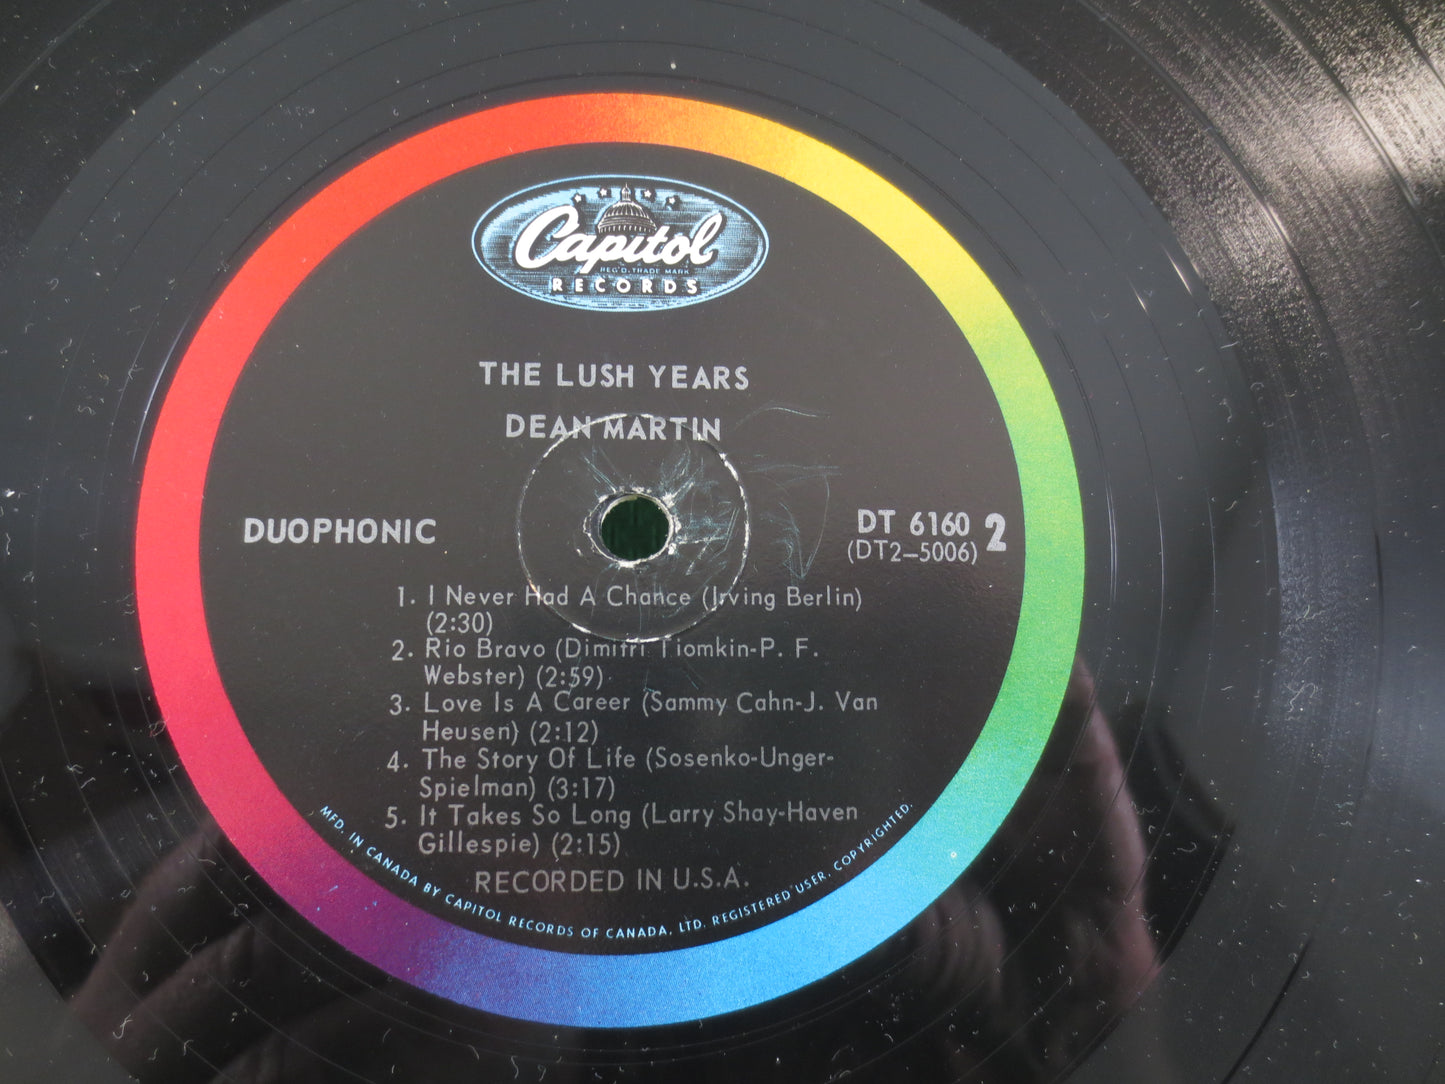 Capitol
REG'D. TRADE MARK
RECORDS
THE LUSH YEARS
DEAN MARTIN
DUOPHONIC
DT 6160 2
(DT2-5006)
1. I Never Had A Chance (Irving Berlin)
(2:30)
2. Rio Bravo (Dimitri Tiomkin-P. F.
Webster) (2:59)
3. Love Is A Career (Sammy Cahn-J. Van
Heusen) (2:12)
4. The Story Of Life (Sosenko-Unger-
Spielman) (3:17)
5. It Takes So Long (Larry Shay-Haven
Gillespie) (2:15)
RECORDED IN U.S.A.
MFD. IN CANADA BY CAPITOL RECORDS OF CANADA, LTD. REGISTERED USER. COPYRIGHTED.